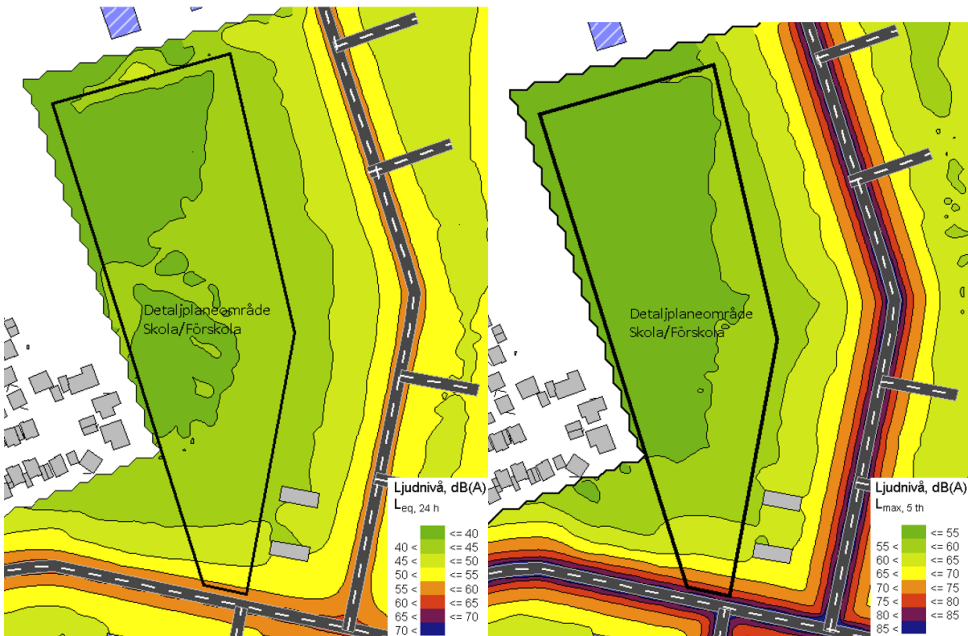 Detaljplaneområde
Skola/Förskola
Ljudnivå, dB(A)
Leq, 24 h
<= 40
40 < <= 45
45 < <= 50
50 < <= 55
55 < <= 60
60 < <= 65
65 < <= 70
70 <
Detaljplaneområde
Skola/Förskola
Ljudnivå, dB(A)
Lmax, 5 th
<= 55
55 < <= 60
60 < <= 65
65 < <= 70
70 < <= 75
75 < <= 80
80 < <= 85
85 <